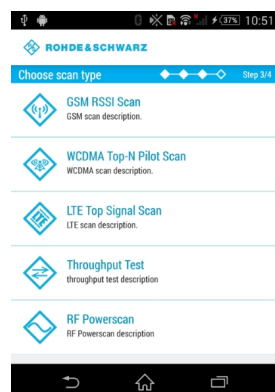 37% 10:51
ROHDE & SCHWARZ
Choose scan type Step 3/4
GSM RSSI Scan
GSM scan description.
WCDMA Top-N Pilot Scan
WCDMA scan description.
LTE Top Signal Scan
LTE scan description.
Throughput Test
throughput test description
RF Powerscan
RF Powerscan description